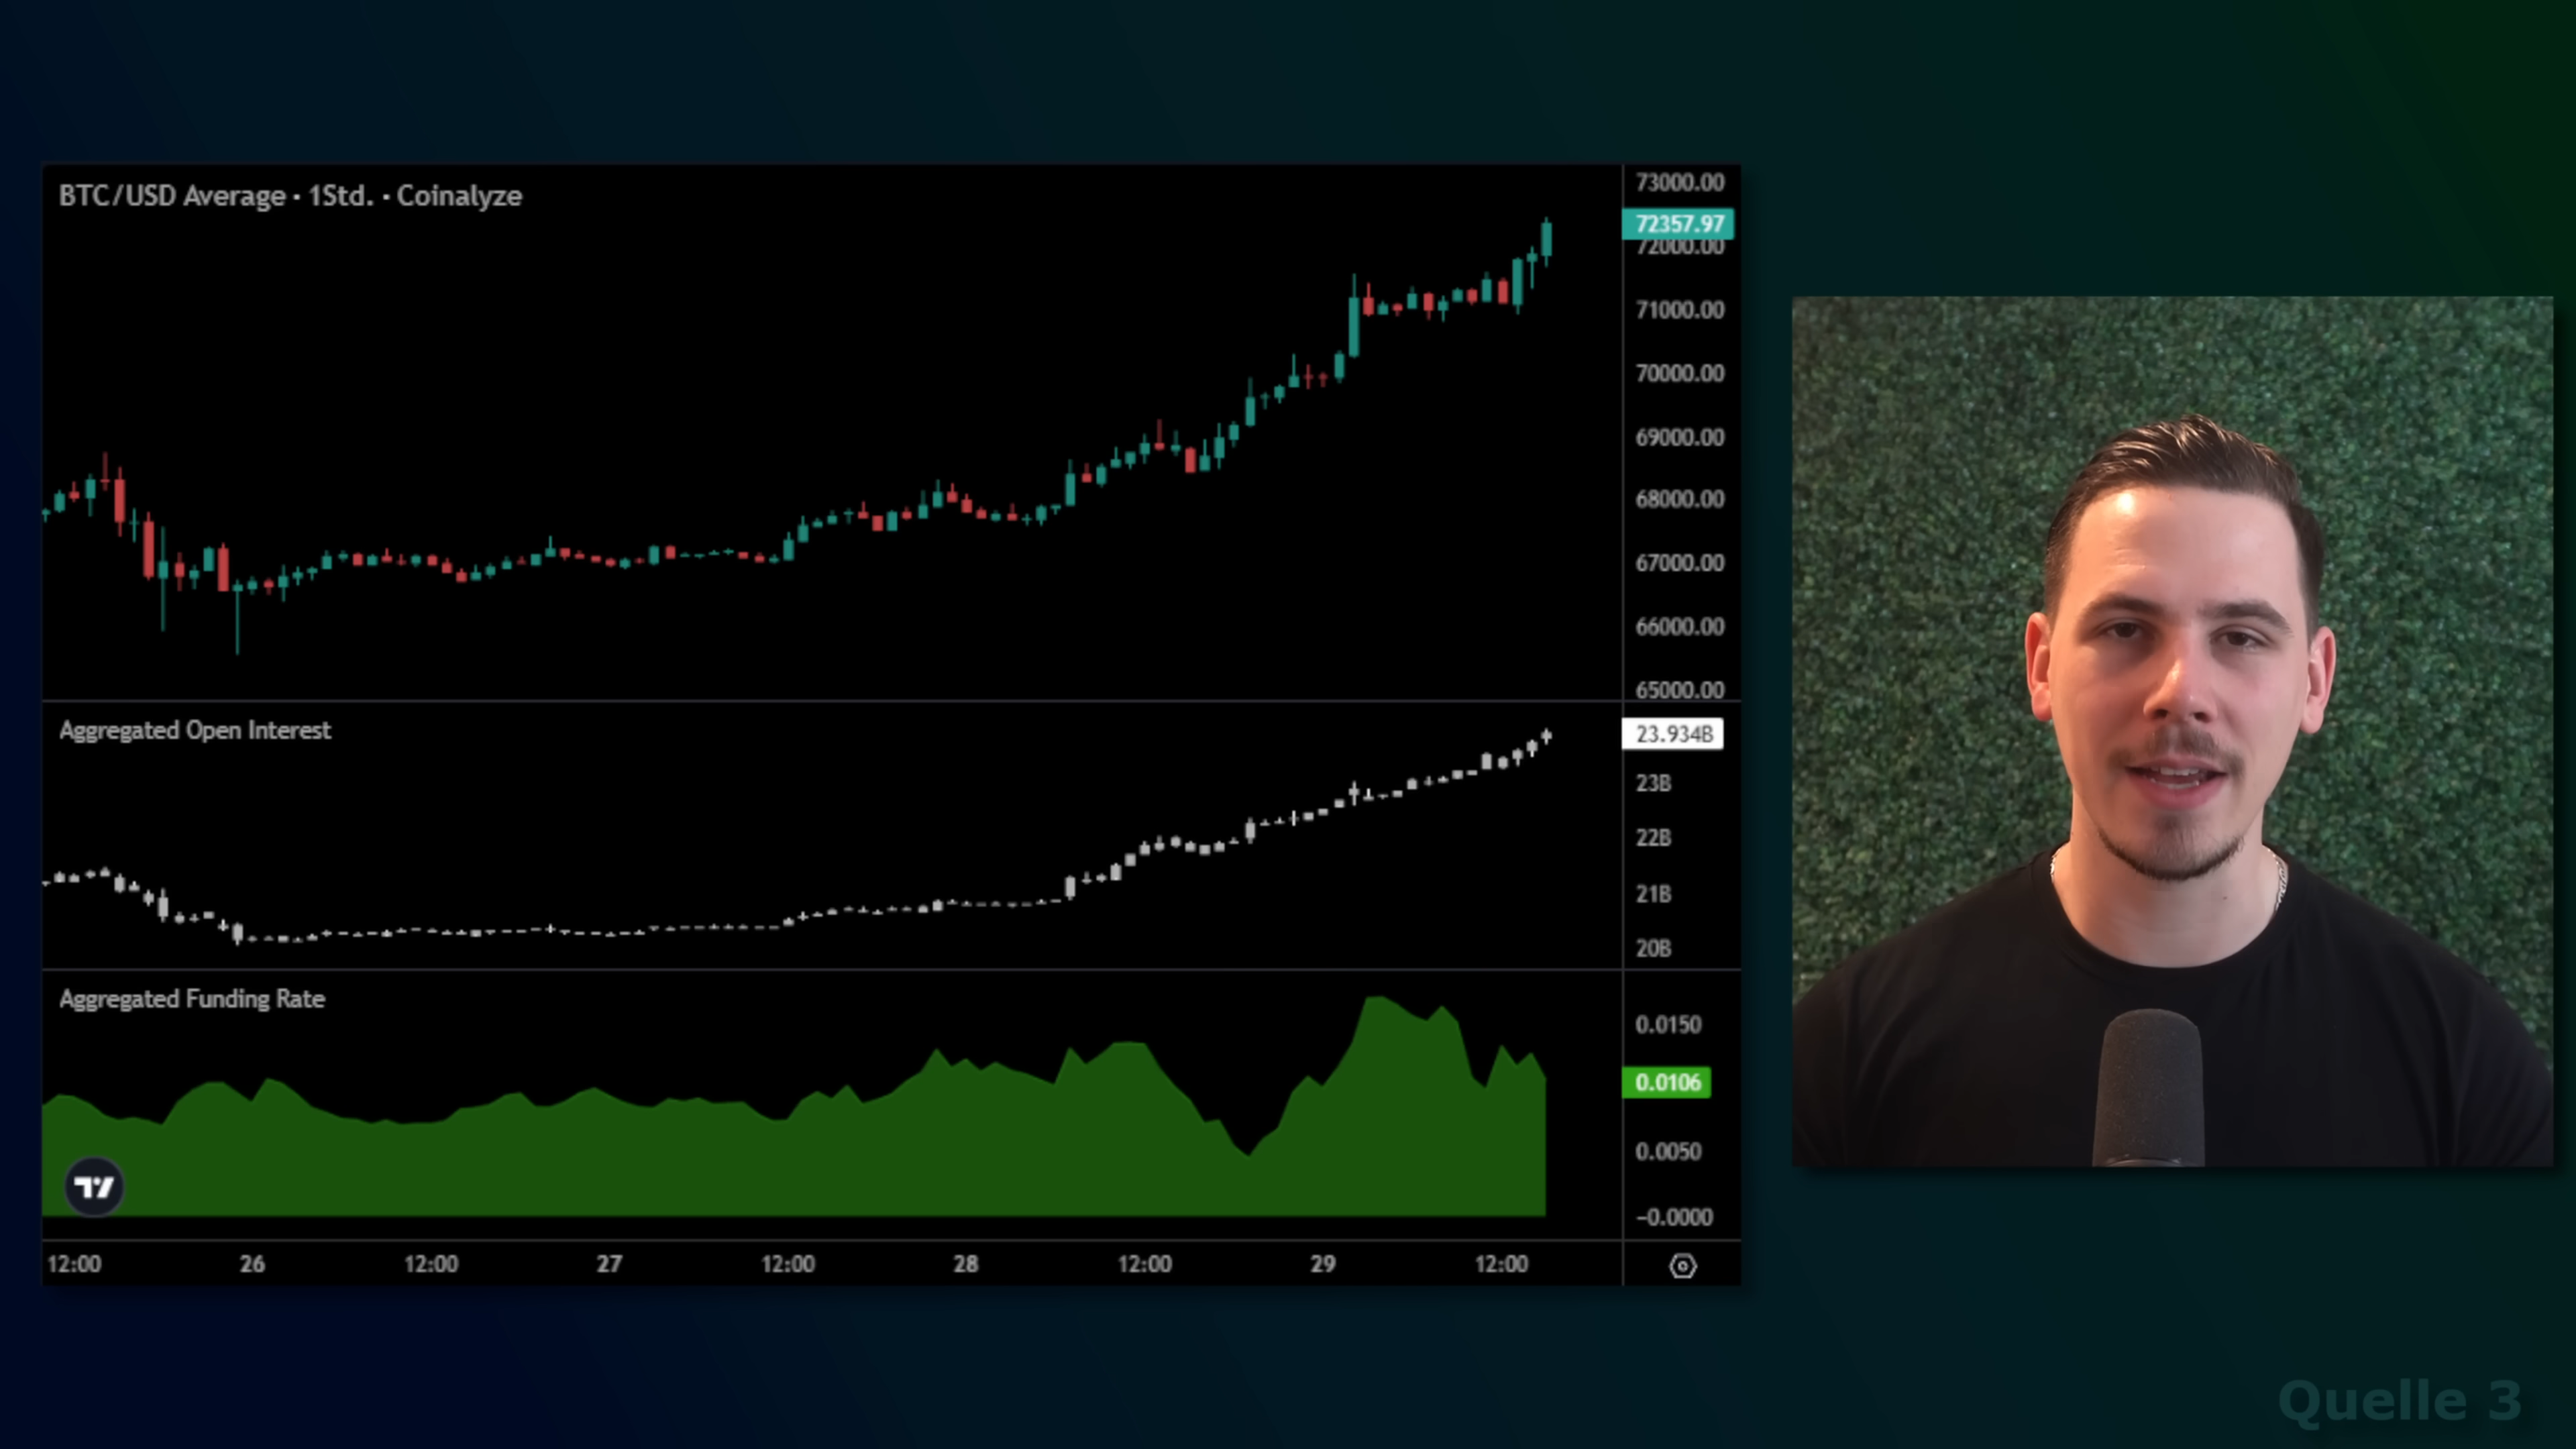 BTC/USD Average · 1Std. · Coinalyze
73000.00
72357.97
72000.00
71000.00
70000.00
69000.00
68000.00
67000.00
66000.00
65000.00
Aggregated Open Interest
23.934B
23B
22B
21B
20B
Aggregated Funding Rate
0.0150
0.0106
0.0050
−0.0000
12:00 26 12:00 27 12:00 28 12:00 29 12:00
Quelle 3